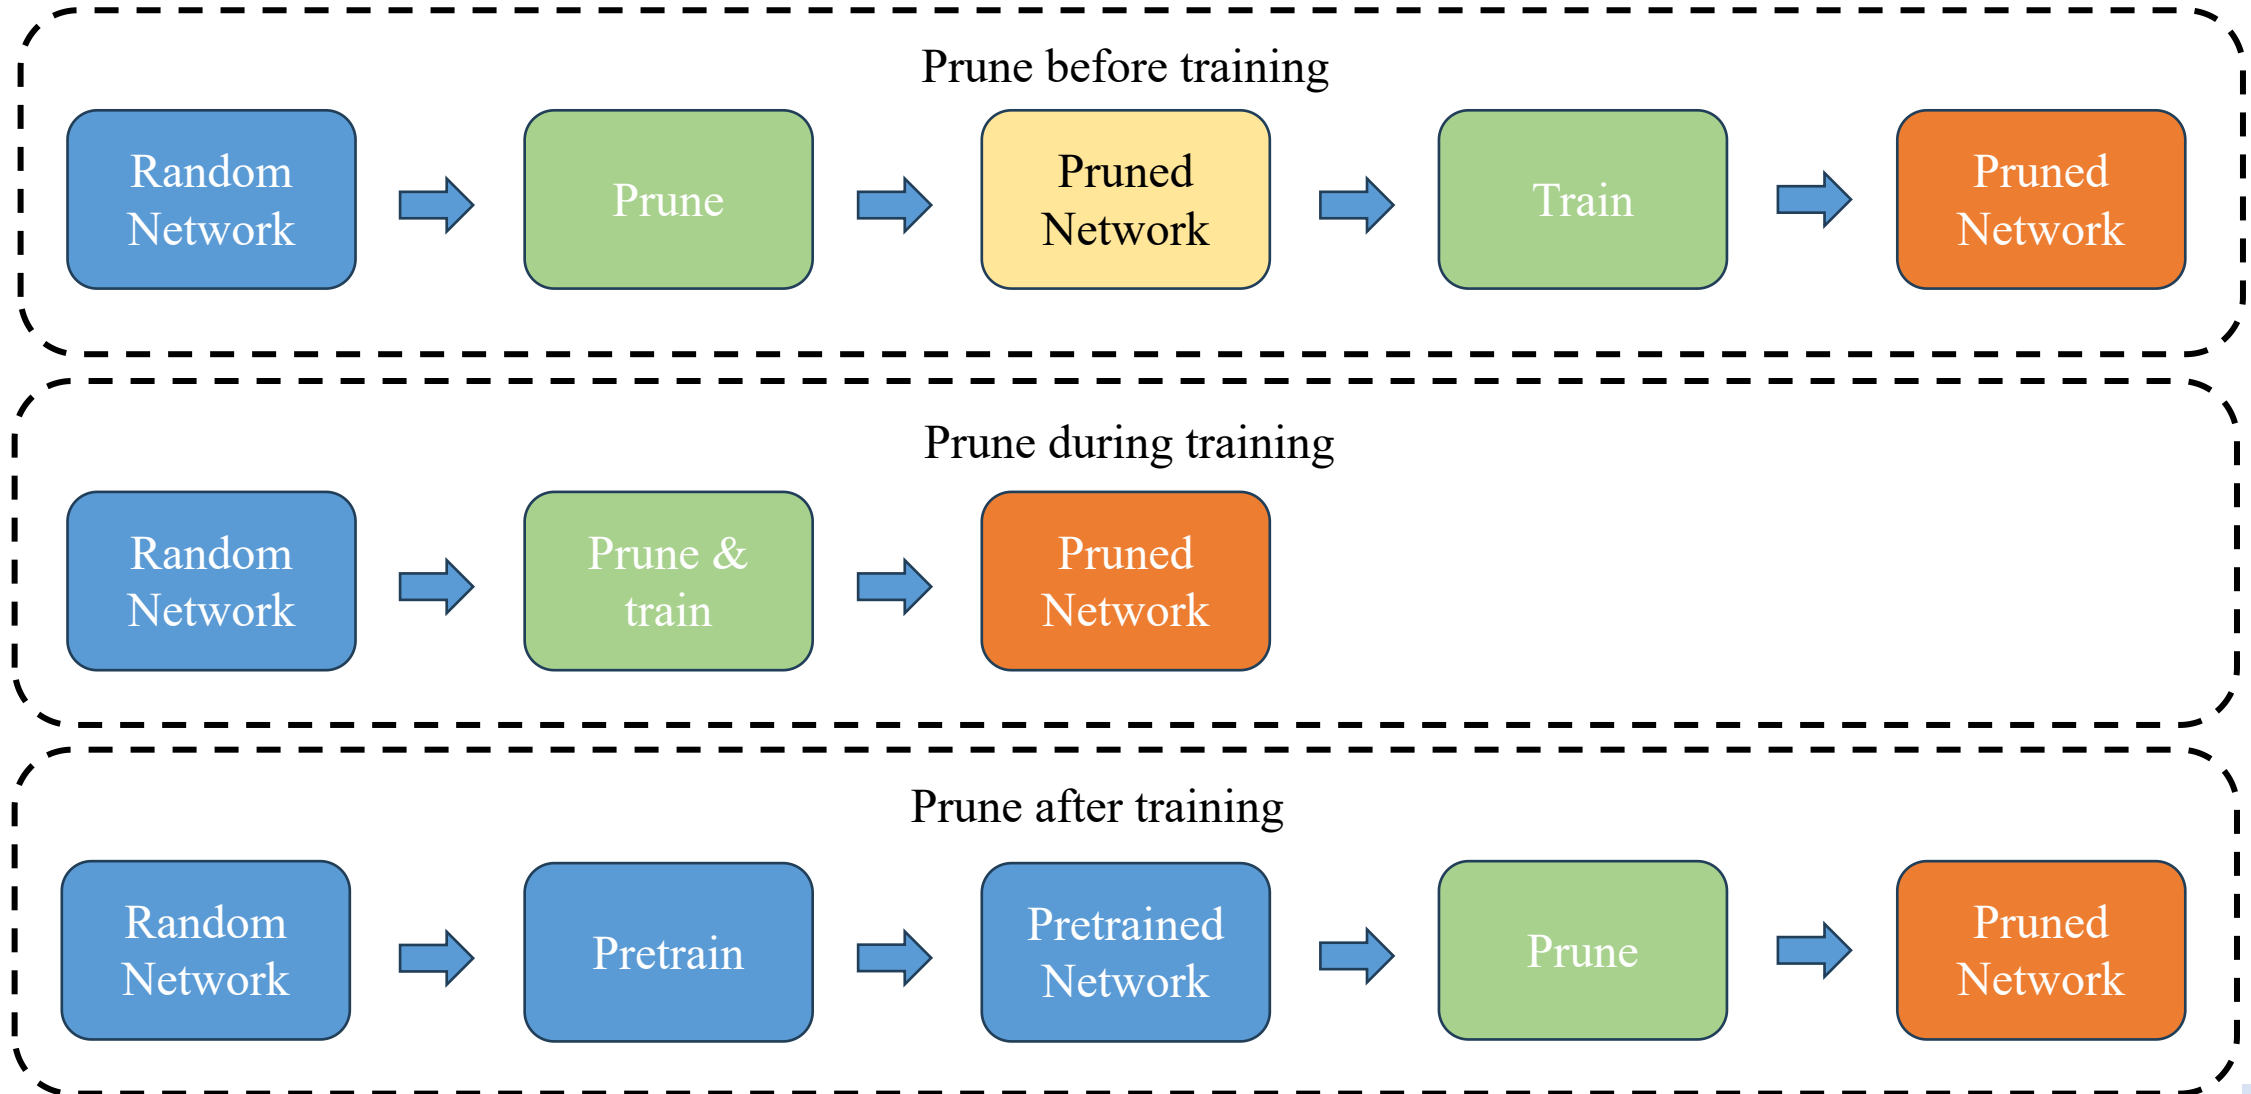 Prune before training
Random
Network
Prune
Pruned
Network
Train
Pruned
Network
Prune during training
Random
Network
Prune &
train
Pruned
Network
Prune after training
Random
Network
Pretrain
Pretrained
Network
Prune
Pruned
Network